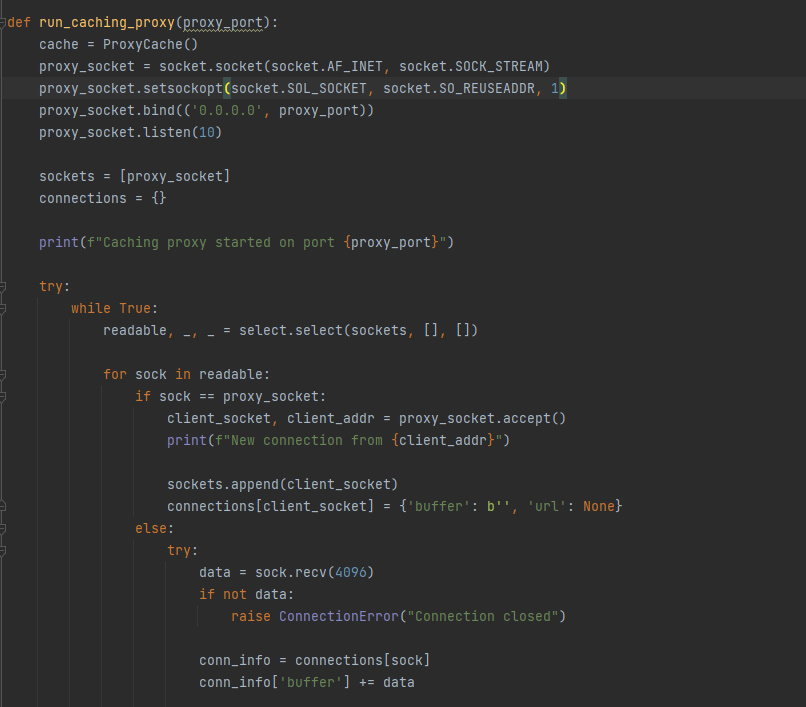 def run_caching_proxy(proxy_port):
    cache = ProxyCache()
    proxy_socket = socket.socket(socket.AF_INET, socket.SOCK_STREAM)
    proxy_socket.setsockopt(socket.SOL_SOCKET, socket.SO_REUSEADDR, 1)
    proxy_socket.bind(('0.0.0.0', proxy_port))
    proxy_socket.listen(10)

    sockets = [proxy_socket]
    connections = {}

    print(f"Caching proxy started on port {proxy_port}")

    try:
        while True:
            readable, _, _ = select.select(sockets, [], [])

            for sock in readable:
                if sock == proxy_socket:
                    client_socket, client_addr = proxy_socket.accept()
                    print(f"New connection from {client_addr}")

                    sockets.append(client_socket)
                    connections[client_socket] = {'buffer': b'', 'url': None}
                else:
                    try:
                        data = sock.recv(4096)
                        if not data:
                            raise ConnectionError("Connection closed")

                        conn_info = connections[sock]
                        conn_info['buffer'] += data